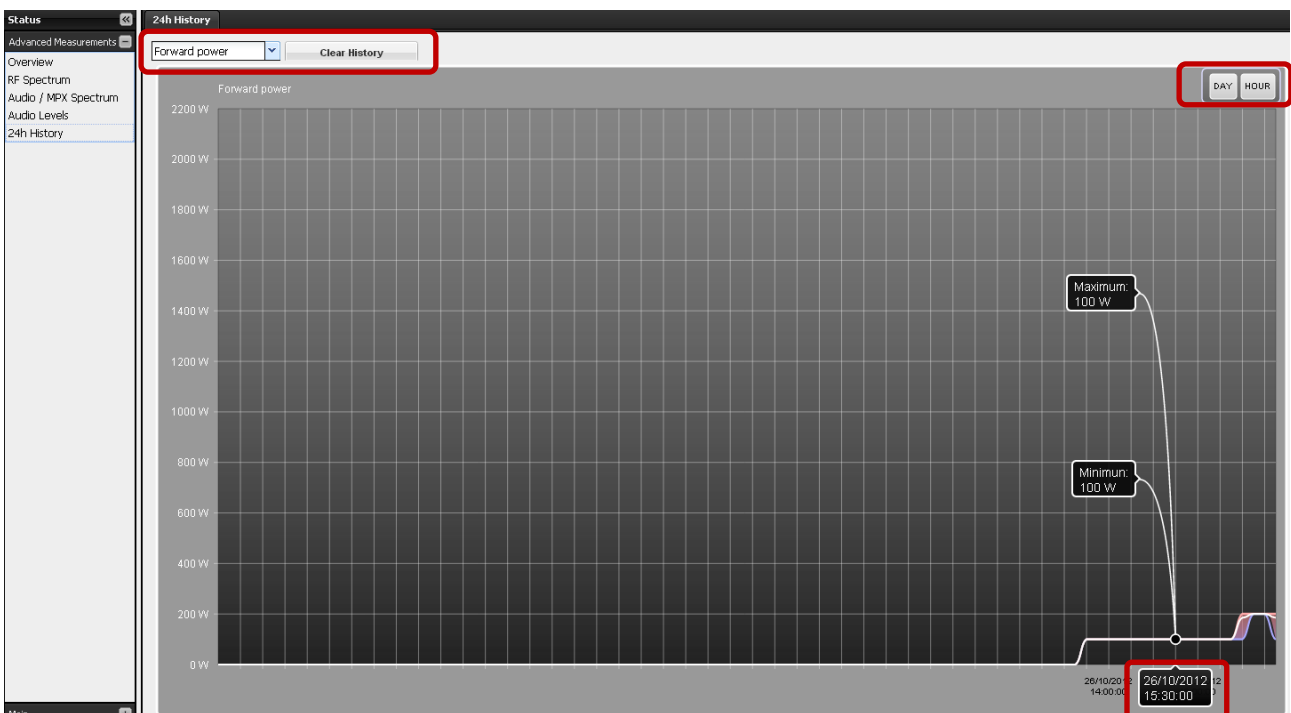 Status
24h History
Advanced Measurements
Overview
RF Spectrum
Audio / MPX Spectrum
Audio Levels
24h History
Forward power
Clear History
DAY HOUR
Forward power
2200 W
2000 W
1800 W
1600 W
1400 W
1200 W
1000 W
800 W
600 W
400 W
200 W
0 W
Maximum:
100 W
Minimun:
100 W
14:00:00
26/10/2012
15:30:00